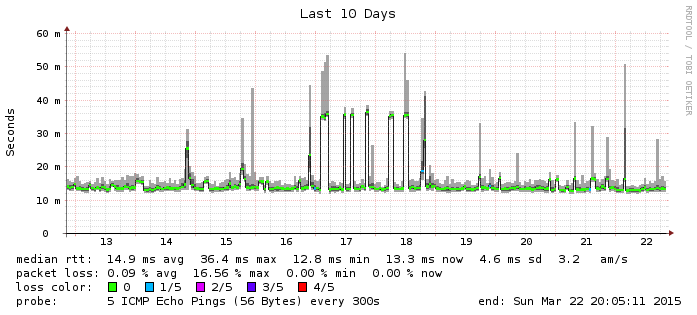 Last 10 Days
RRDTOOL / TOBI OETIKER
Seconds
60 m
50 m
40 m
30 m
20 m
10 m
0
13 14 15 16 17 18 19 20 21 22
median rtt: 14.9 ms avg 36.4 ms max 12.8 ms min 13.3 ms now 4.6 ms sd 3.2 am/s
packet loss: 0.09 % avg 16.56 % max 0.00 % min 0.00 % now
loss color: 0 1/5 2/5 3/5 4/5
probe: 5 ICMP Echo Pings (56 Bytes) every 300s end: Sun Mar 22 20:05:11 2015